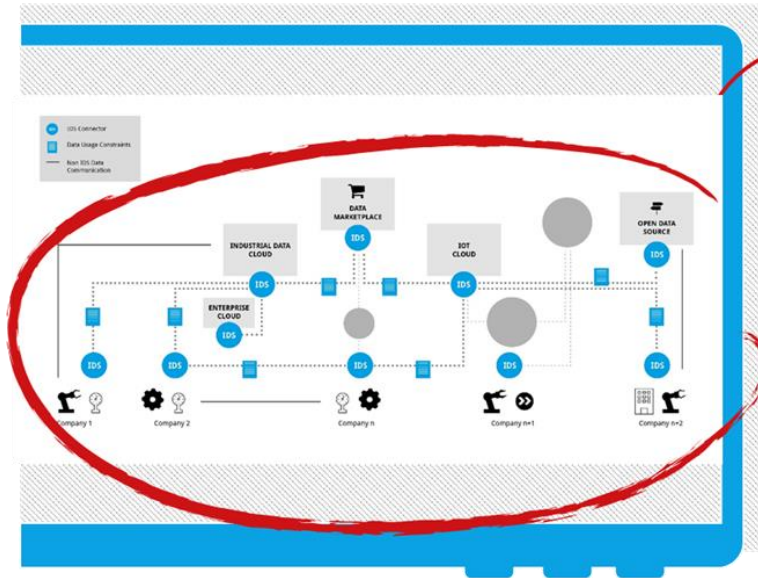 IDS
IDS Connector
Data Usage Constraints
Non IDS Data
Communication
DATA
MARKETPLACE
IDS
INDUSTRIAL DATA
CLOUD
IDS
IOT
CLOUD
IDS
OPEN DATA
SOURCE
IDS
ENTERPRISE
CLOUD
IDS
IDS
IDS
IDS
IDS
IDS
Company 1
Company 2
Company n
Company n+1
Company n+2